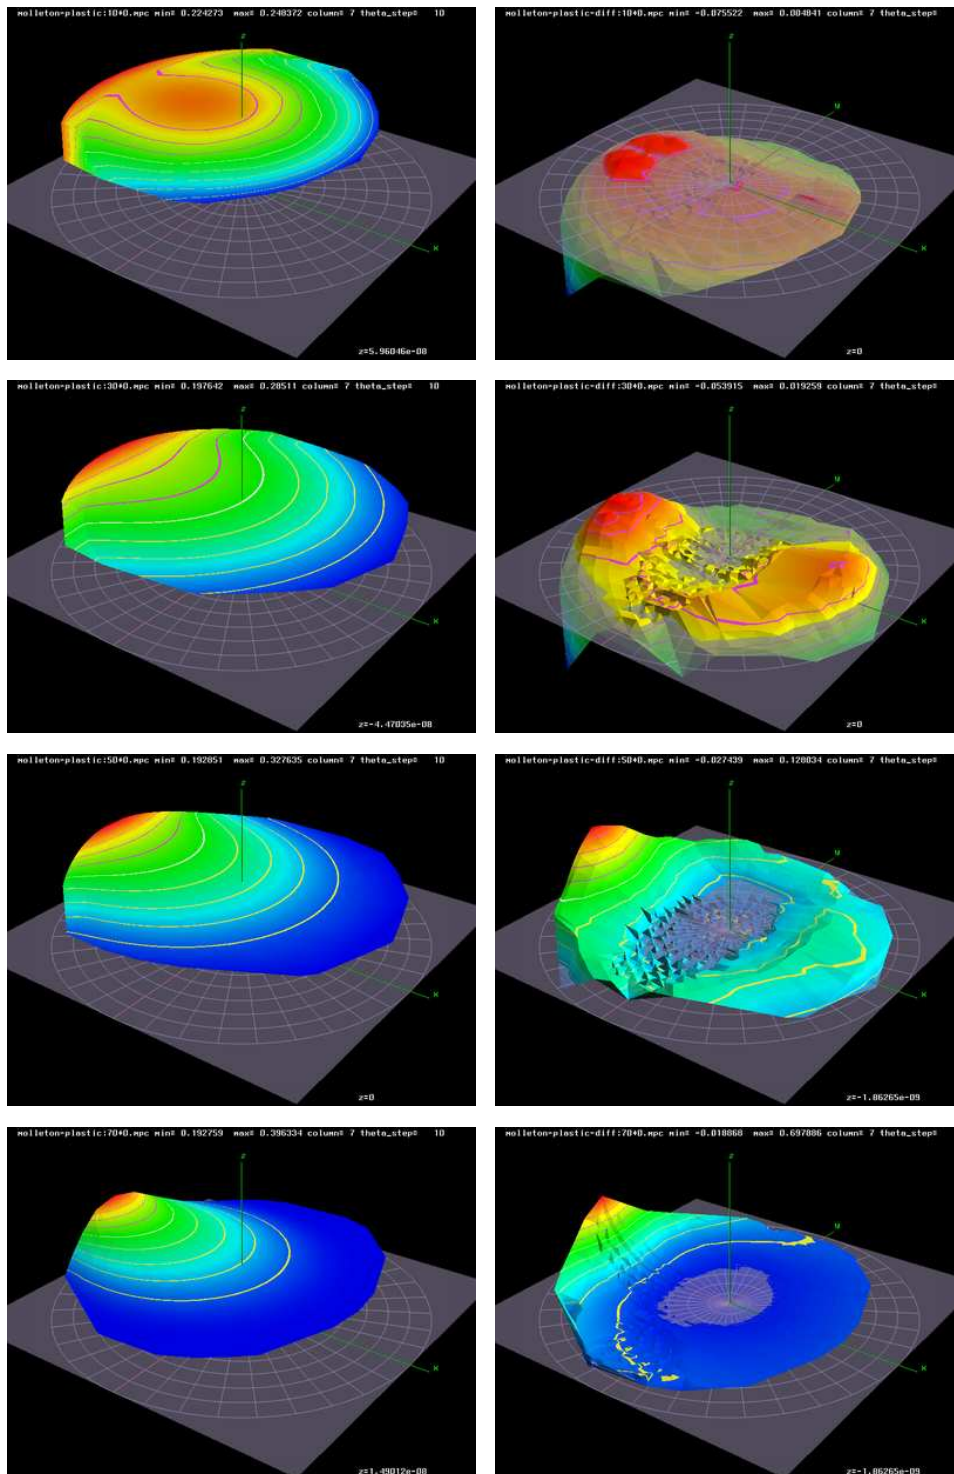 molleton-plastic:10*0.mpc min= 0.224273 max= 0.248372 column= 7 theta_step= 10
z
x
z=5.96046e-08
molleton-plastic-diff:10*0.mpc min= -0.075522 max= 0.004841 column= 7 theta_step=
z
y
x
z=0
molleton-plastic:30*0.mpc min= 0.197642 max= 0.28511 column= 7 theta_step= 10
z
x
z=-4.47035e-08
molleton-plastic-diff:30*0.mpc min= -0.053915 max= 0.019259 column= 7 theta_step=
z
y
x
z=0
molleton-plastic:50*0.mpc min= 0.192851 max= 0.327635 column= 7 theta_step= 10
z
x
z=0
molleton-plastic-diff:50*0.mpc min= -0.027439 max= 0.128034 column= 7 theta_step=
z
y
x
z=-1.86265e-09
molleton-plastic:70*0.mpc min= 0.192759 max= 0.396334 column= 7 theta_step= 10
z
x
z=1.49012e-08
molleton-plastic-diff:70*0.mpc min= -0.018868 max= 0.697886 column= 7 theta_step=
z
y
x
z=-1.86265e-09